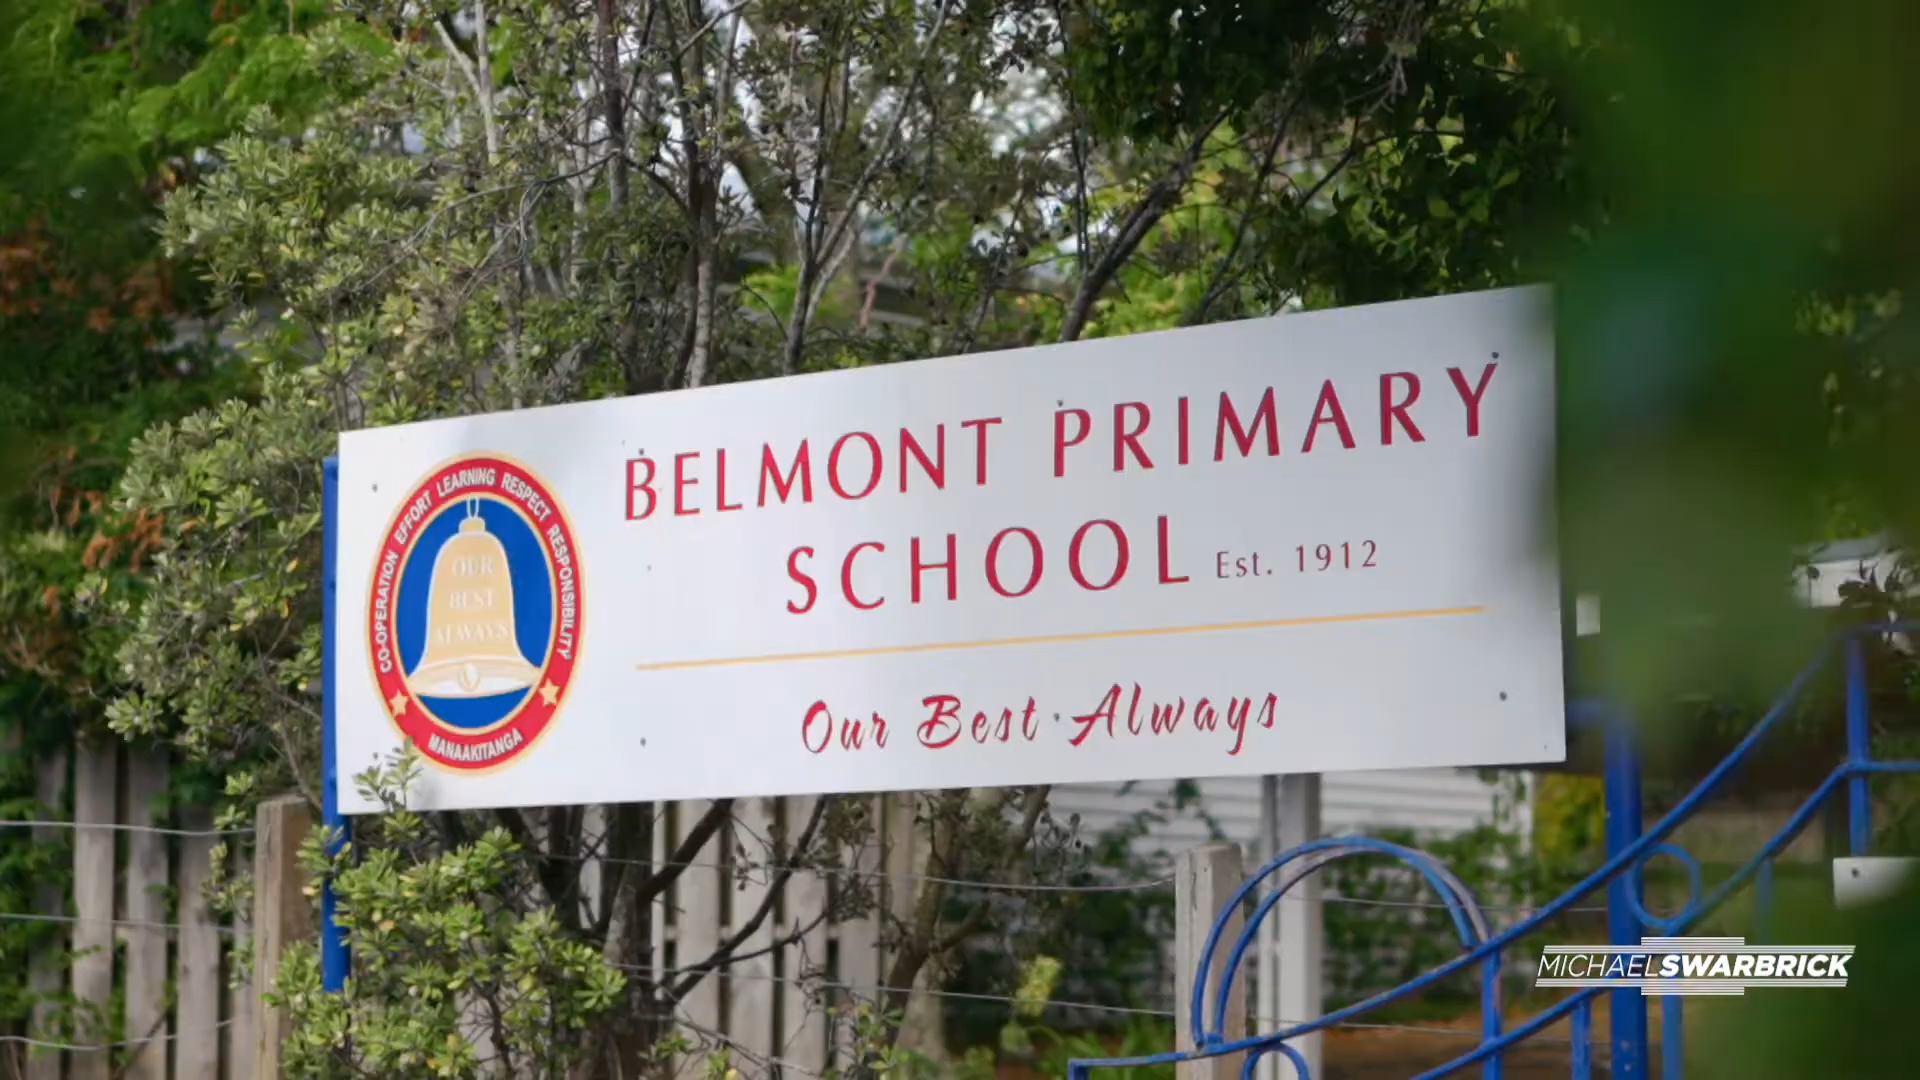 CO-OPERATION EFFORT LEARNING RESPECT RESPONSIBILITY
OUR
BEST
ALWAYS
MANAAKITANGA
BELMONT PRIMARY
SCHOOL Est. 1912
Our Best Always
MICHAELSWARBRICK